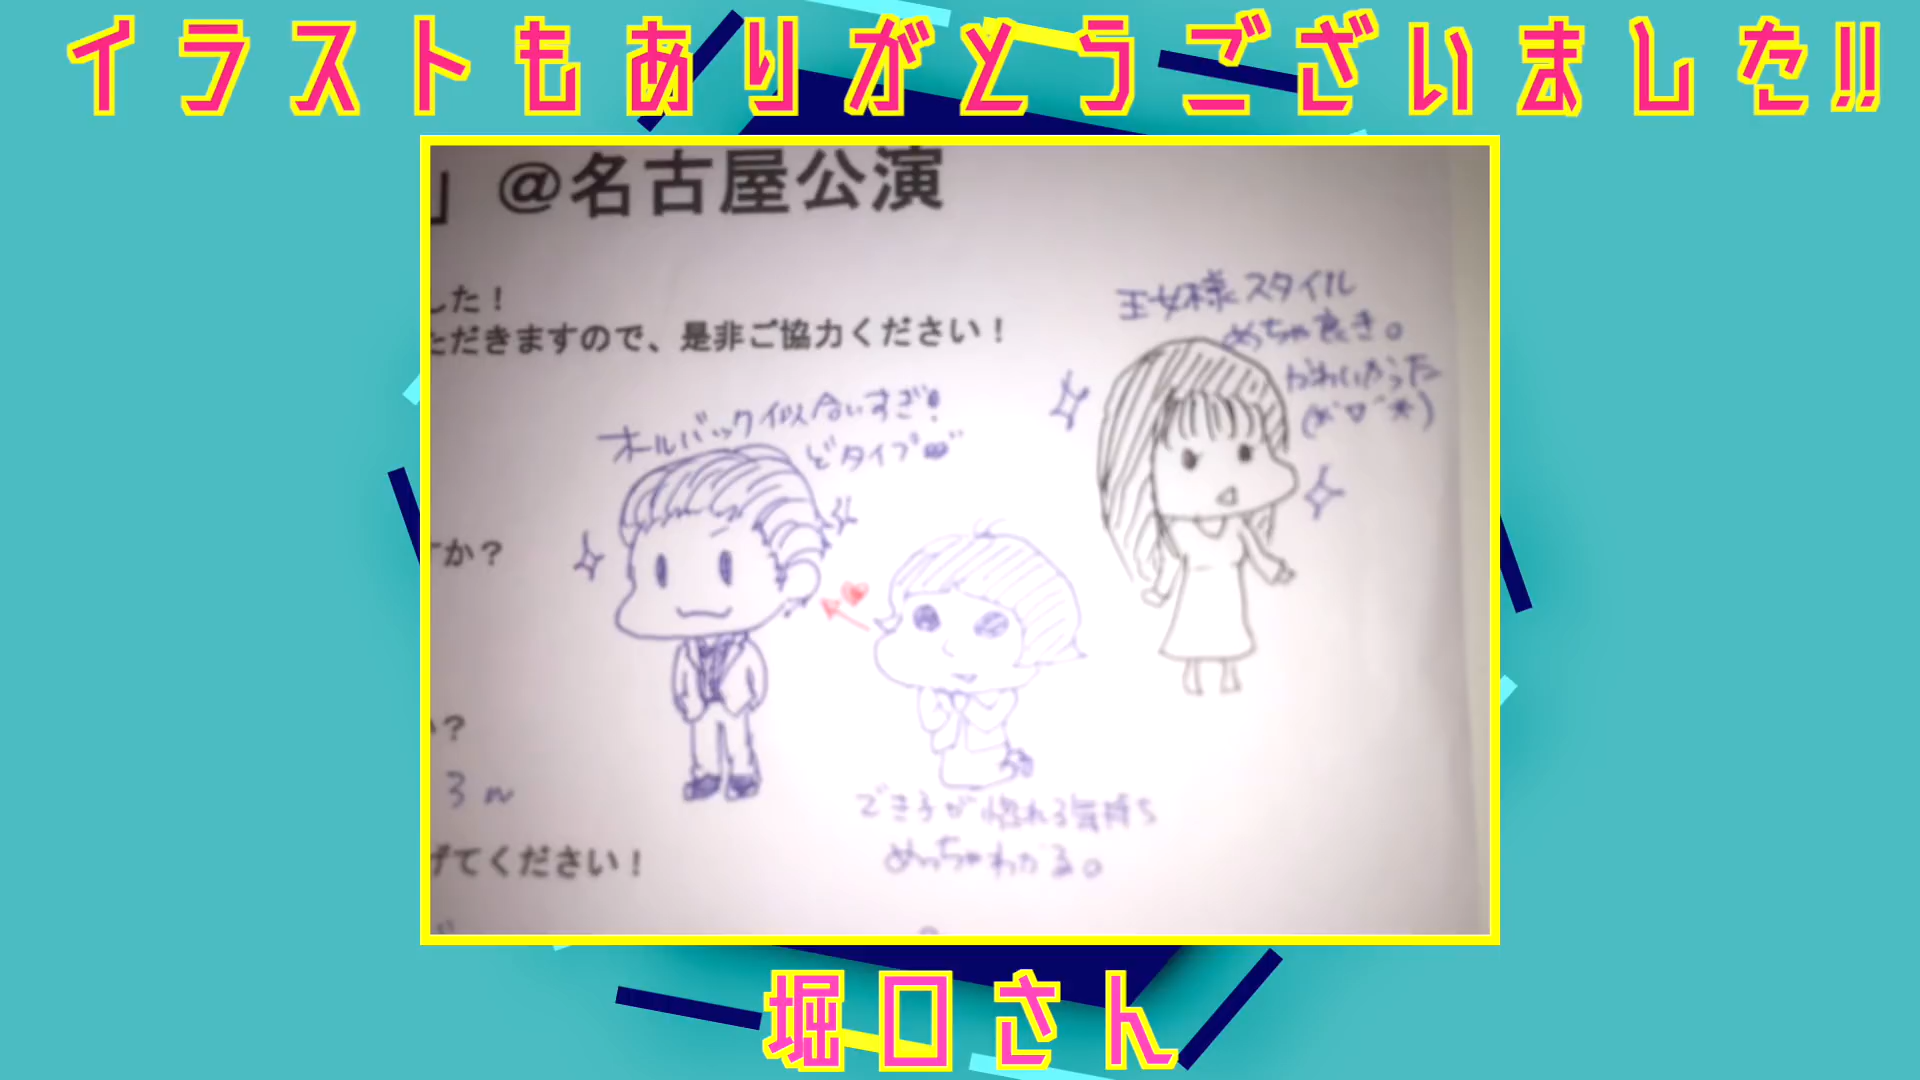 イラストもありがとうございました!!
」@名古屋公演
した！
ただきますので、是非ご協力ください！
王女様スタイル
めちゃ良き。
かわいかった
オールバック似合いすぎ!
どタイプ
か？
？
できる子が惚れる気持ち
めっちゃわかる。
てください！
堀口さん